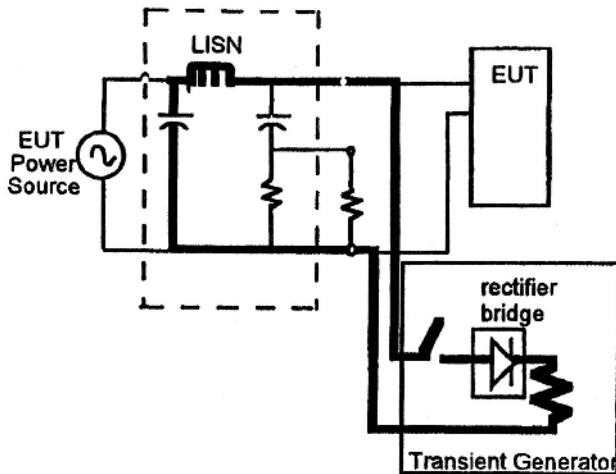 LISN
EUT
EUT
Power
Source
rectifier
bridge
Transient Generator